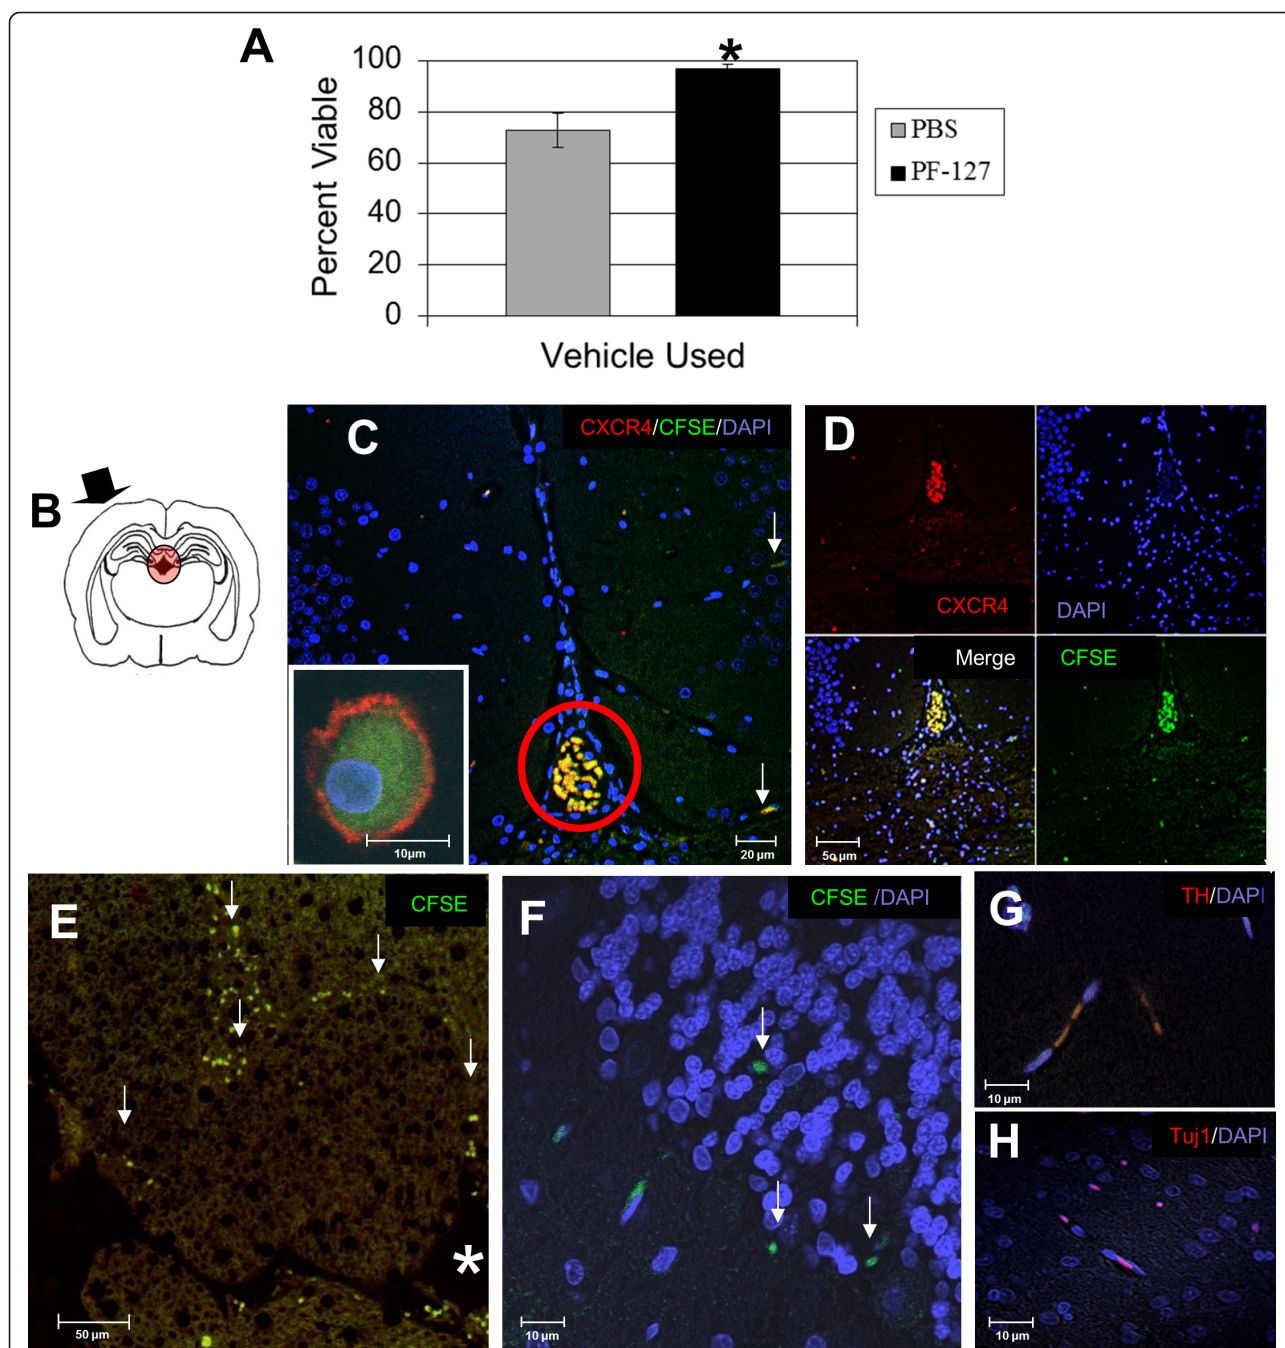 A
*
100
80
60
40
20
0
Percent Viable
Vehicle Used
PBS
PF-127
B
C
CXCR4/CFSE/DAPI
10µm
20 µm
D
CXCR4
DAPI
Merge
CFSE
5o µm
E
CFSE
*
50 µm
F
CFSE /DAPI
10 µm
G
TH/DAPI
10 µm
H
Tuj1/DAPI
10 µm